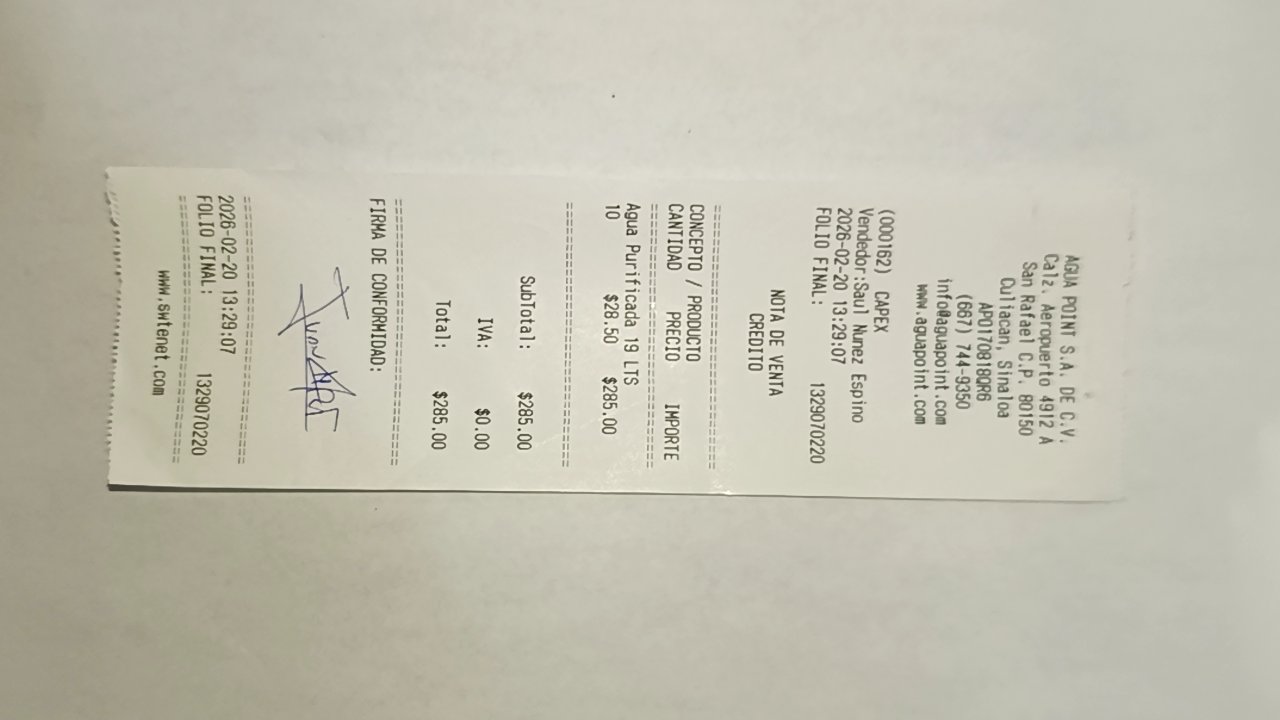 AGUA POINT S.A. DE C.V.
Calz. Aeropuerto 4912 A
San Rafael C.P. 80150
Culiacan, Sinaloa
APO170818QR6
(667) 744-9350
info@aguapoint.com
www.aguapoint.com
(000162) CAPEX
Vendedor:Saul Nunez Espino
2026-02-20 13:29:07
FOLIO FINAL: 1329070220
NOTA DE VENTA
CREDITO
CONCEPTO / PRODUCTO
CANTIDAD PRECIO IMPORTE
Agua Purificada 19 LTS
10 $28.50 $285.00
SubTotal: $285.00
IVA: $0.00
Total: $285.00
FIRMA DE CONFORMIDAD:
2026-02-20 13:29:07
FOLIO FINAL: 1329070220
www.swtenet.com